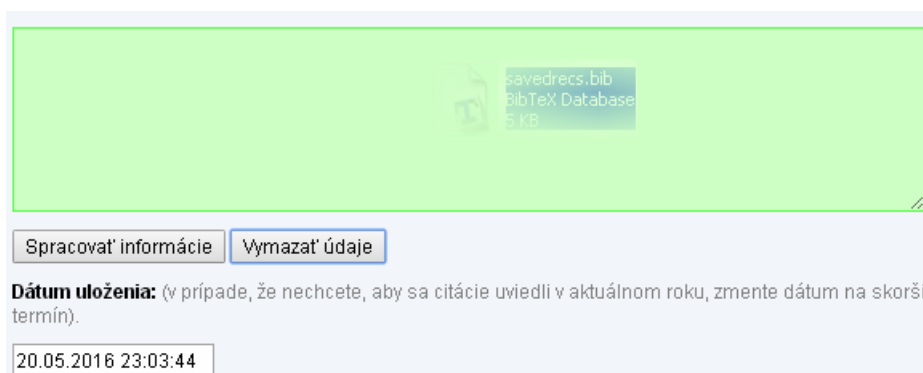 savedrecs.bib
BibTeX Database
5 KB
Spracovať informácie Vymazať údaje
Dátum uloženia: (v prípade, že nechcete, aby sa citácie uviedli v aktuálnom roku, zmente dátum na skorší
termín).
20.05.2016 23:03:44